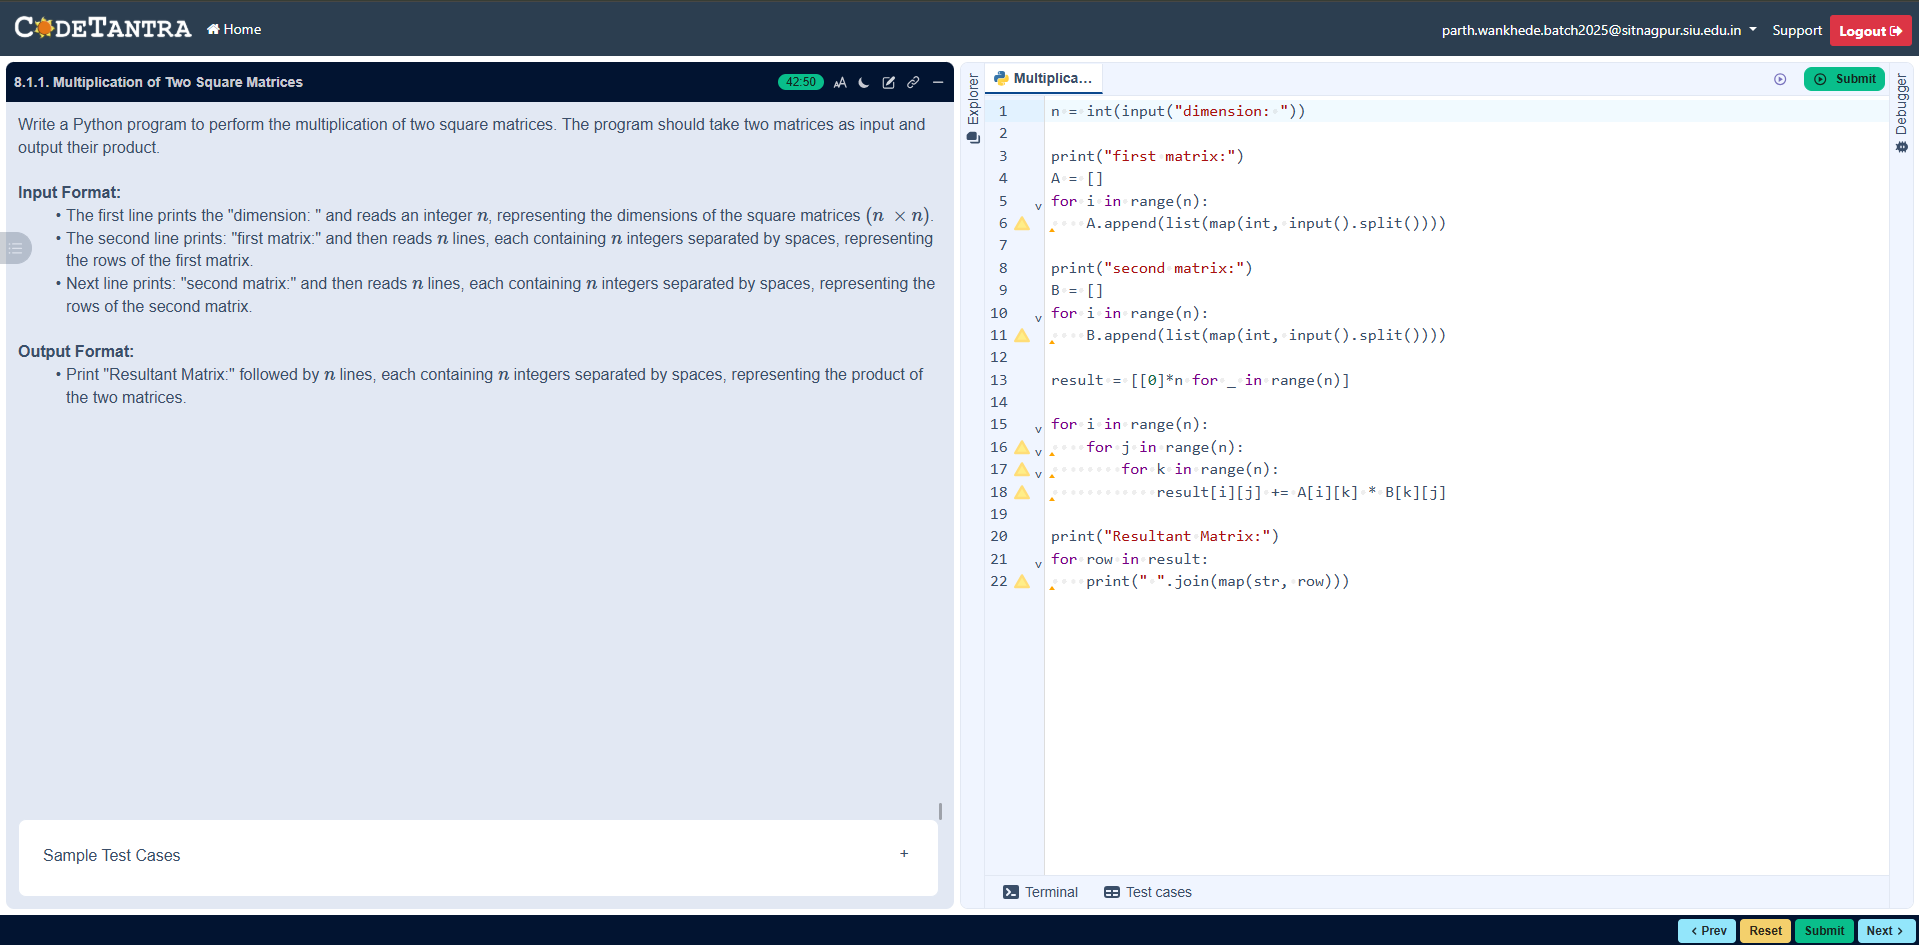 CODETANTRA Home
parth.wankhede.batch2025@sitnagpur.siu.edu.in Support Logout
8.1.1. Multiplication of Two Square Matrices 42:50 AA
Write a Python program to perform the multiplication of two square matrices. The program should take two matrices as input and
output their product.
Input Format:
• The first line prints the "dimension: " and reads an integer n, representing the dimensions of the square matrices (n × n).
• The second line prints: "first matrix:" and then reads n lines, each containing n integers separated by spaces, representing
the rows of the first matrix.
• Next line prints: "second matrix:" and then reads n lines, each containing n integers separated by spaces, representing the
rows of the second matrix.
Output Format:
• Print "Resultant Matrix:" followed by n lines, each containing n integers separated by spaces, representing the product of
the two matrices.
Sample Test Cases +
Explorer
Multiplica... Submit
1 n = int(input("dimension: "))
2
3 print("first matrix:")
4 A = []
5 for i in range(n):
6     A.append(list(map(int, input().split())))
7
8 print("second matrix:")
9 B = []
10 for i in range(n):
11     B.append(list(map(int, input().split())))
12
13 result = [[0]*n for _ in range(n)]
14
15 for i in range(n):
16     for j in range(n):
17         for k in range(n):
18             result[i][j] += A[i][k] * B[k][j]
19
20 print("Resultant Matrix:")
21 for row in result:
22     print(" ".join(map(str, row)))
Debugger
Terminal Test cases
< Prev Reset Submit Next >